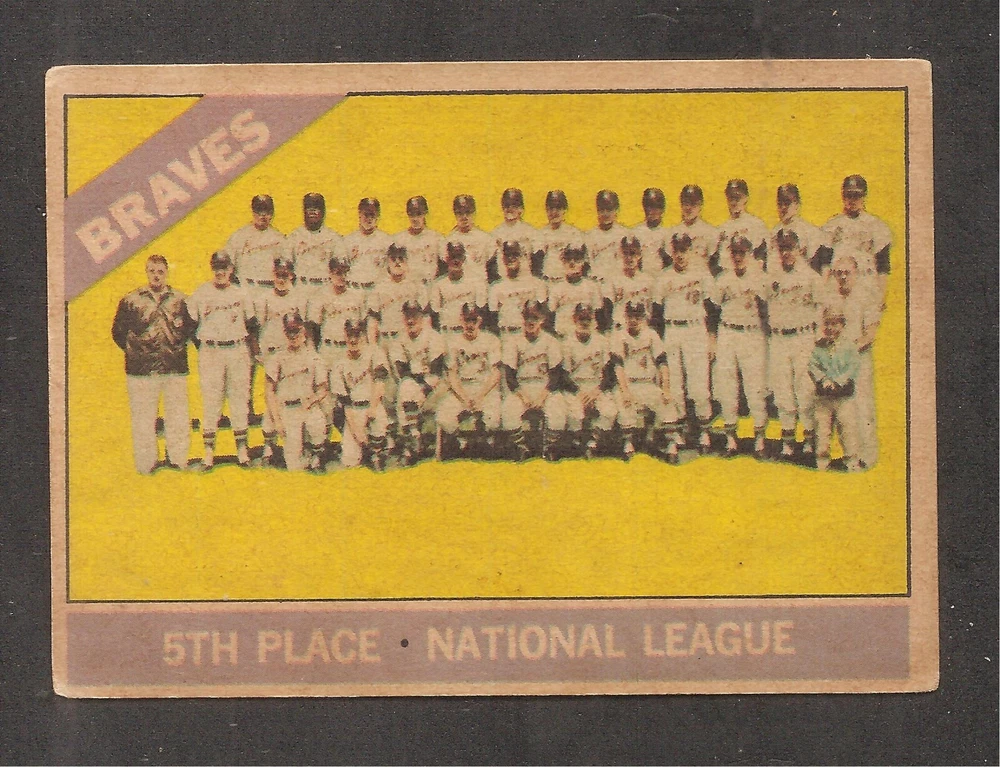 BRAVES
5TH PLACE • NATIONAL LEAGUE